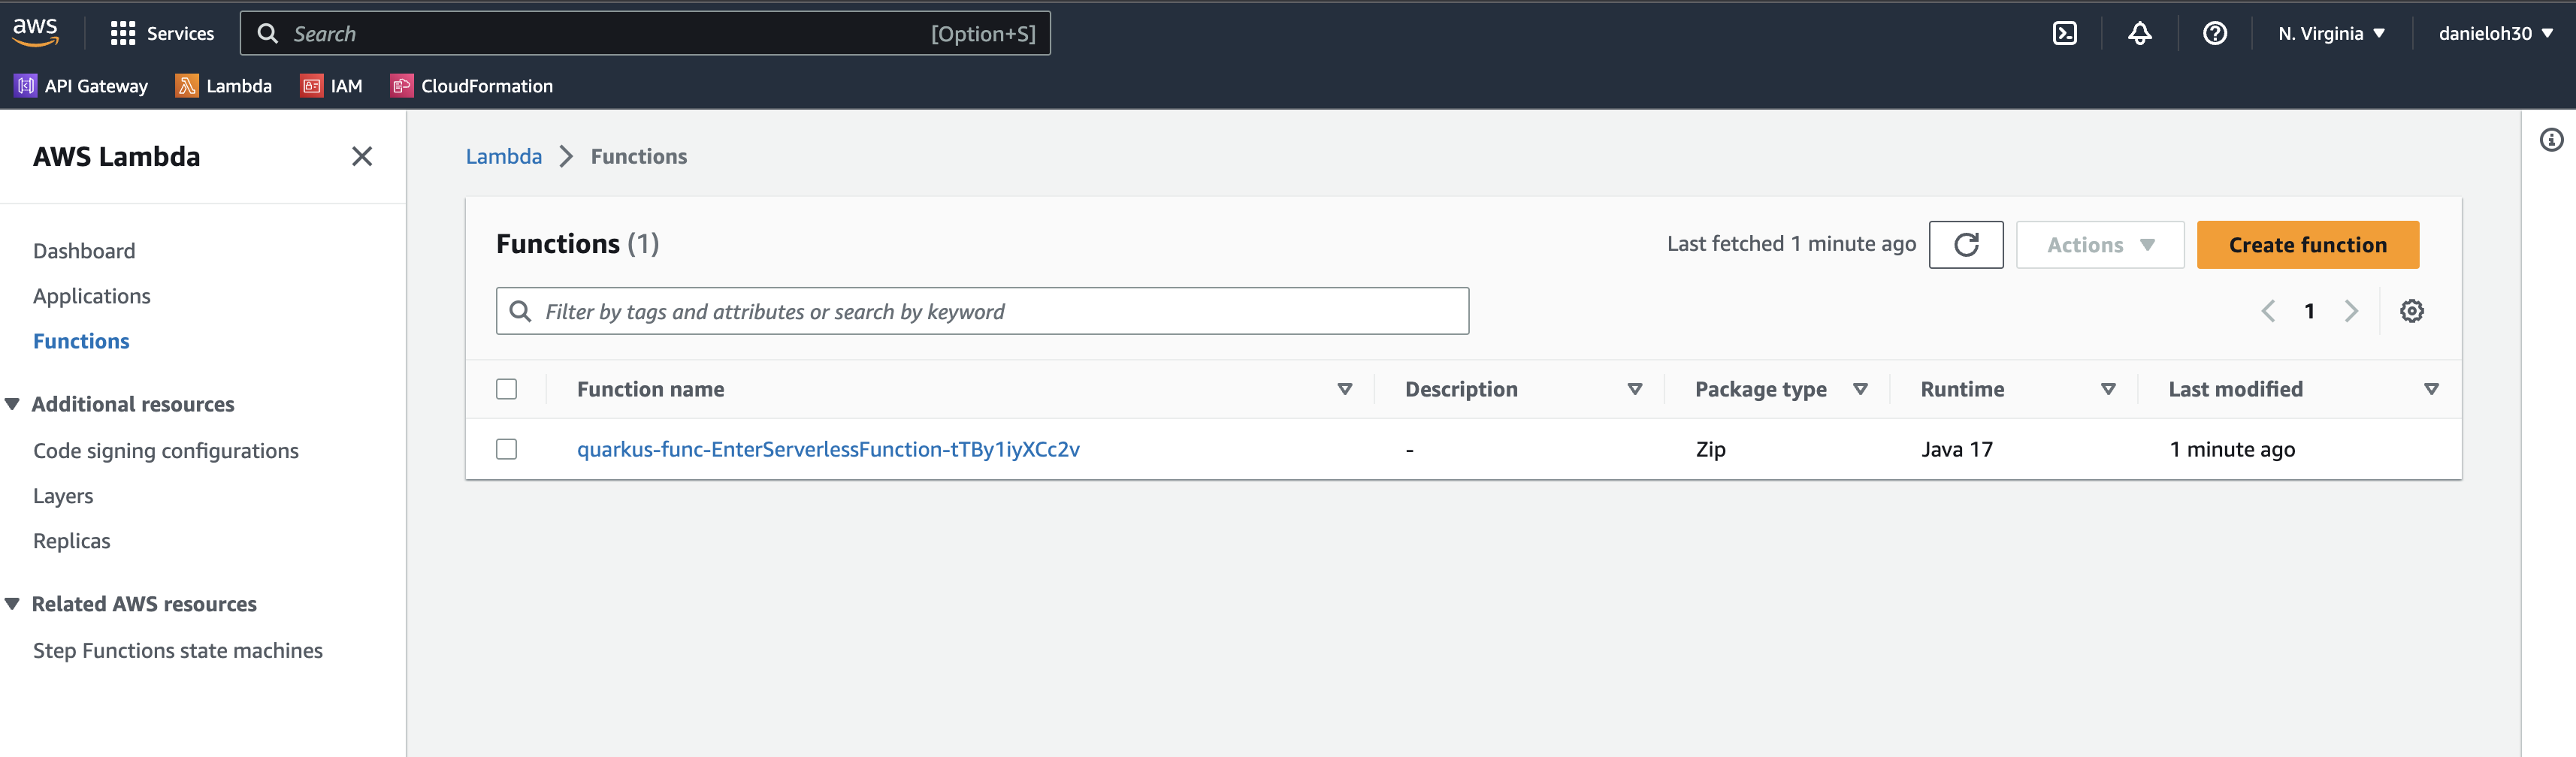 aws Services Search [Option+S] N. Virginia danieloh30
API Gateway Lambda IAM CloudFormation
AWS Lambda
Dashboard
Applications
Functions
Additional resources
Code signing configurations
Layers
Replicas
Related AWS resources
Step Functions state machines
Lambda Functions
Functions (1) Last fetched 1 minute ago Actions Create function
Filter by tags and attributes or search by keyword 1
Function name Description Package type Runtime Last modified
quarkus-func-EnterServerlessFunction-tTBy1iyXCc2v - Zip Java 17 1 minute ago